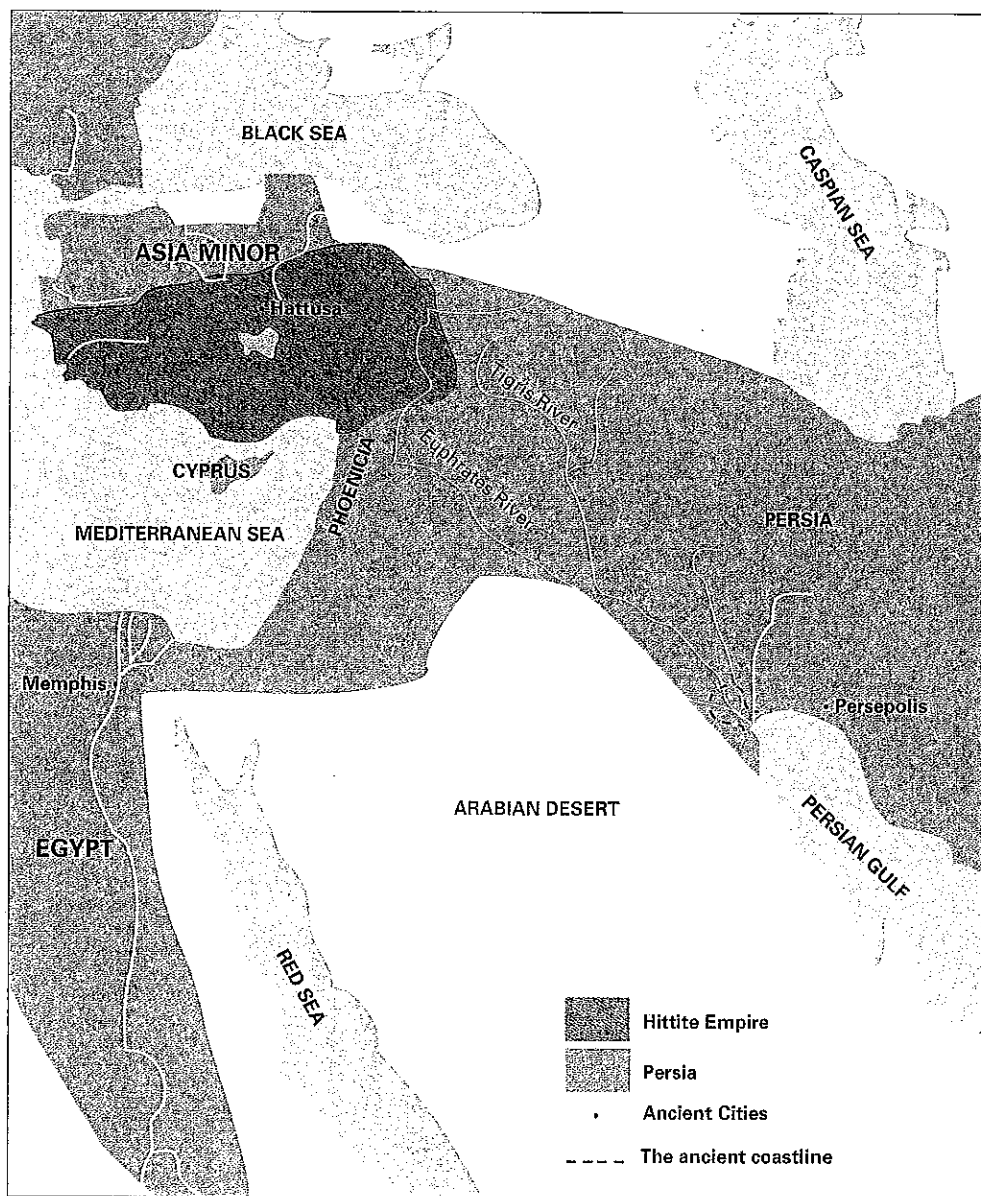 BLACK SEA
CASPIAN SEA
ASIA MINOR
Hattusa
Tigris River
Euphrates River
CYPRUS
PHOENICIA
MEDITERRANEAN SEA
PERSIA
Memphis
Persepolis
ARABIAN DESERT
PERSIAN GULF
EGYPT
RED SEA
Hittite Empire
Persia
Ancient Cities
The ancient coastline